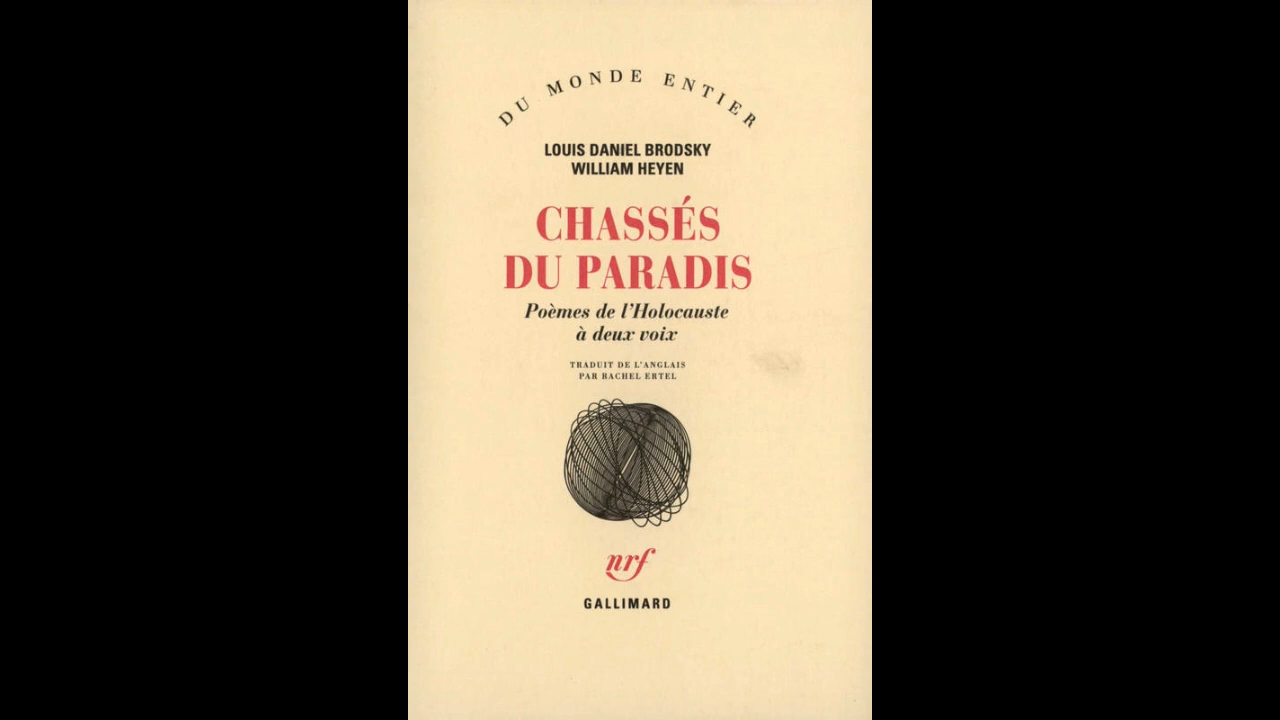 DU MONDE ENTIER
LOUIS DANIEL BRODSKY
WILLIAM HEYEN
CHASSÉS
DU PARADIS
Poèmes de l'Holocauste
à deux voix
TRADUIT DE L'ANGLAIS
PAR RACHEL ERTEL
nrf
GALLIMARD